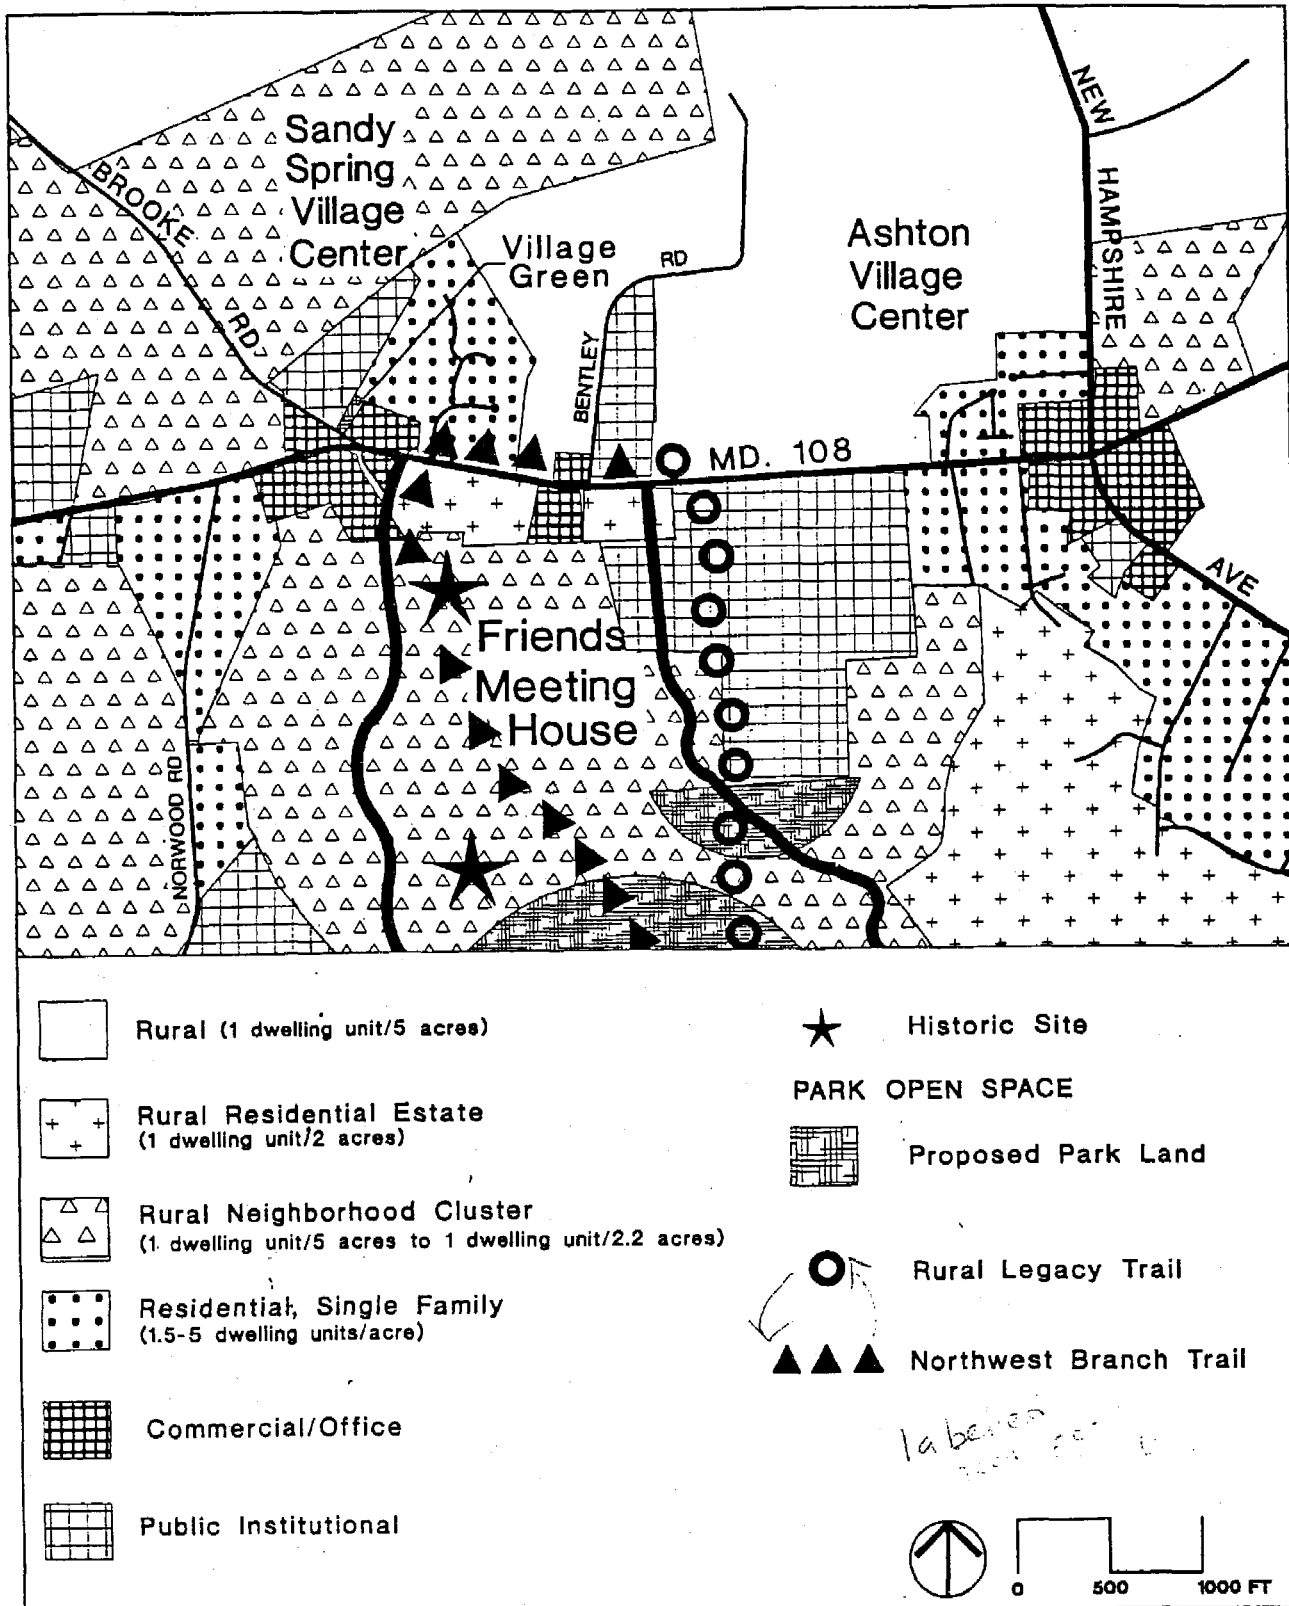 Sandy
Spring
Village
Center
BROOKE
RD
Village
Green
BENTLEY
RD
Ashton
Village
Center
NEW
HAMPSHIRE
AVE
MD. 108
Friends
Meeting
House
NORWOOD RD
Rural (1 dwelling unit/5 acres)
Rural Residential Estate
(1 dwelling unit/2 acres)
Rural Neighborhood Cluster
(1 dwelling unit/5 acres to 1 dwelling unit/2.2 acres)
Residential, Single Family
(1.5-5 dwelling units/acre)
Commercial/Office
Public Institutional
Historic Site
PARK OPEN SPACE
Proposed Park Land
Rural Legacy Trail
Northwest Branch Trail
labeled
0 500 1000 FT